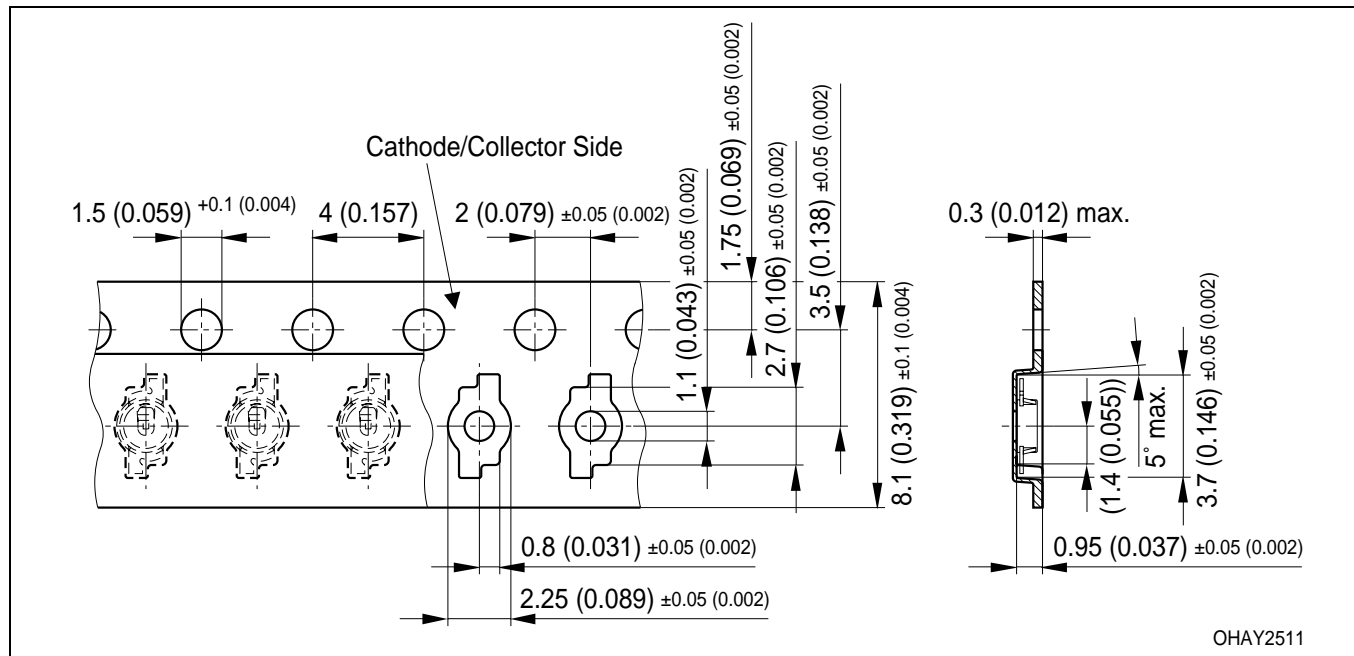 Cathode/Collector Side
1.5 (0.059) +0.1 (0.004)
4 (0.157)
2 (0.079) ±0.05 (0.002)
1.1 (0.043) ±0.05 (0.002)
1.75 (0.069) ±0.05 (0.002)
2.7 (0.106) ±0.05 (0.002)
3.5 (0.138) ±0.05 (0.002)
8.1 (0.319) ±0.1 (0.004)
0.8 (0.031) ±0.05 (0.002)
2.25 (0.089) ±0.05 (0.002)
0.3 (0.012) max.
(1.4 (0.055))
5° max.
3.7 (0.146) ±0.05 (0.002)
0.95 (0.037) ±0.05 (0.002)
OHAY2511